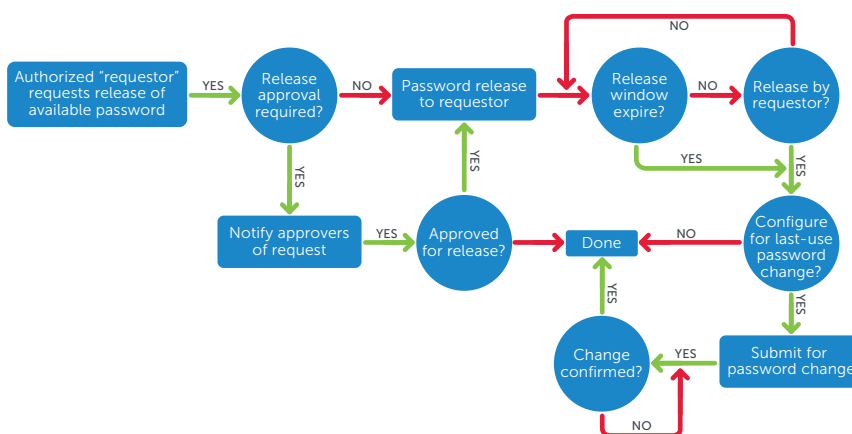 NO
Authorized “requestor”
requests release of
available password
YES
Release
approval
required?
NO
Password release
to requestor
Release
window
expire?
NO
Release by
requestor?
YES
YES
YES
YES
Notify approvers
of request
YES
Approved
for release?
Done
NO
Configure
for last-use
password
change?
YES
YES
Change
confirmed?
YES
Submit for
password change
NO